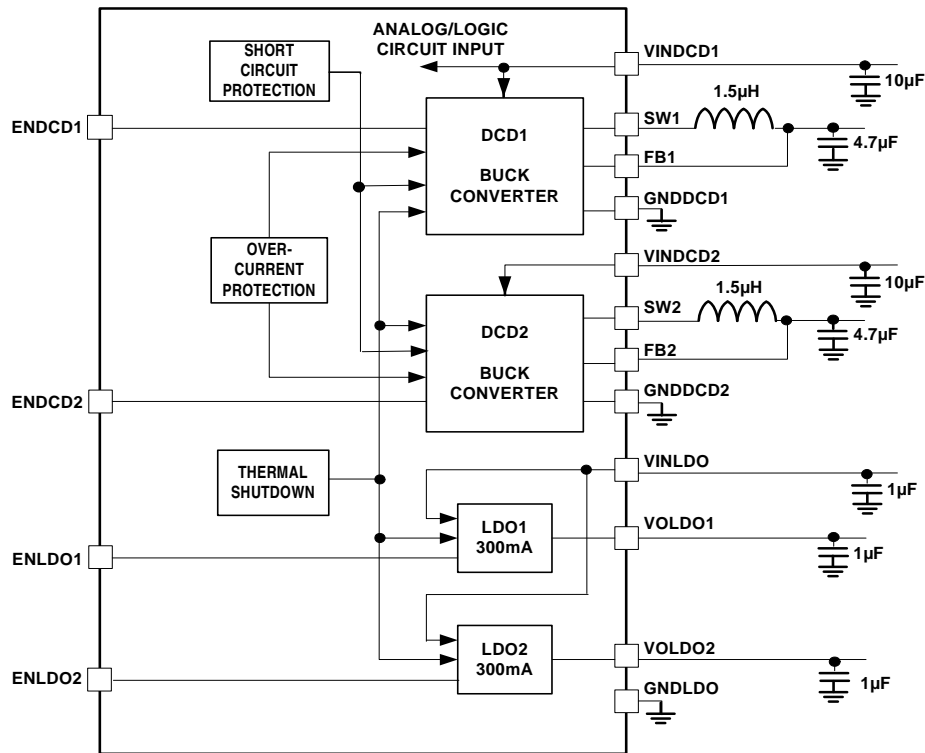 ANALOG/LOGIC
CIRCUIT INPUT
SHORT
CIRCUIT
PROTECTION
VINDCD1
10µF
1.5µH
ENDCD1
DCD1
BUCK
CONVERTER
SW1
4.7µF
FB1
GNDDCD1
OVER-
CURRENT
PROTECTION
VINDCD2
10µF
1.5µH
SW2
DCD2
BUCK
CONVERTER
4.7µF
FB2
ENDCD2
GNDDCD2
THERMAL
SHUTDOWN
VINLDO
1µF
LDO1
300mA
VOLDO1
ENLDO1
1µF
LDO2
300mA
VOLDO2
ENLDO2
1µF
GNDLDO